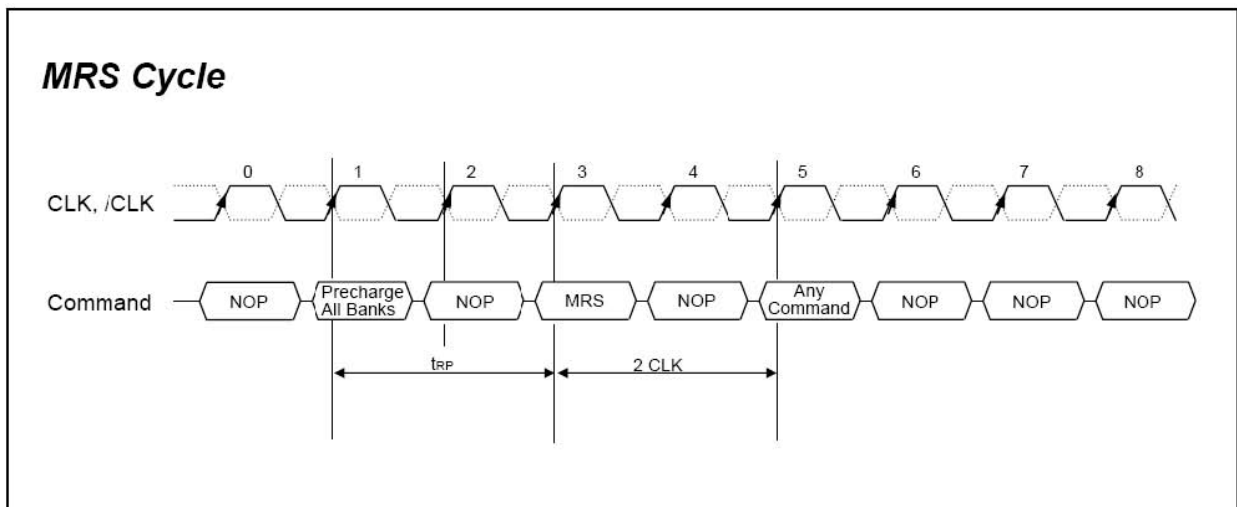 MRS Cycle
0 1 2 3 4 5 6 7 8
CLK, /CLK
Command
NOP
Precharge
All Banks
NOP
MRS
NOP
Any
Command
NOP
NOP
NOP
tRP
2 CLK